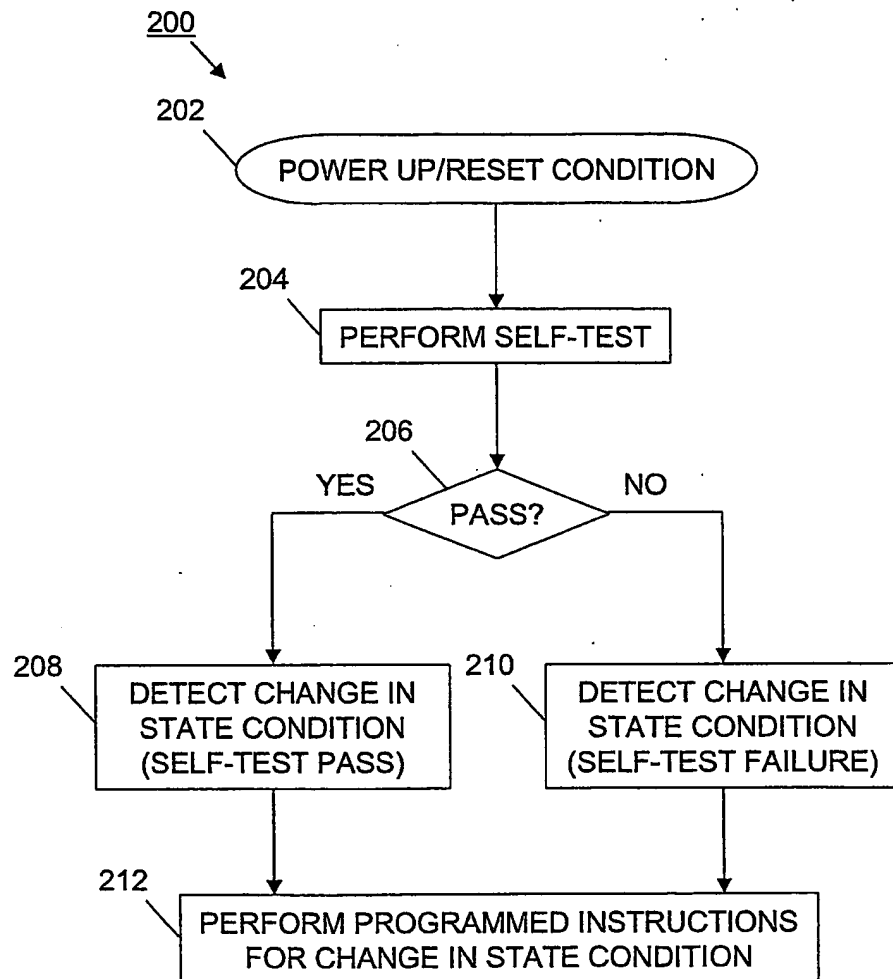 200
202
POWER UP/RESET CONDITION
204
PERFORM SELF-TEST
206
YES
NO
PASS?
208
DETECT CHANGE IN
STATE CONDITION
(SELF-TEST PASS)
210
DETECT CHANGE IN
STATE CONDITION
(SELF-TEST FAILURE)
212
PERFORM PROGRAMMED INSTRUCTIONS
FOR CHANGE IN STATE CONDITION